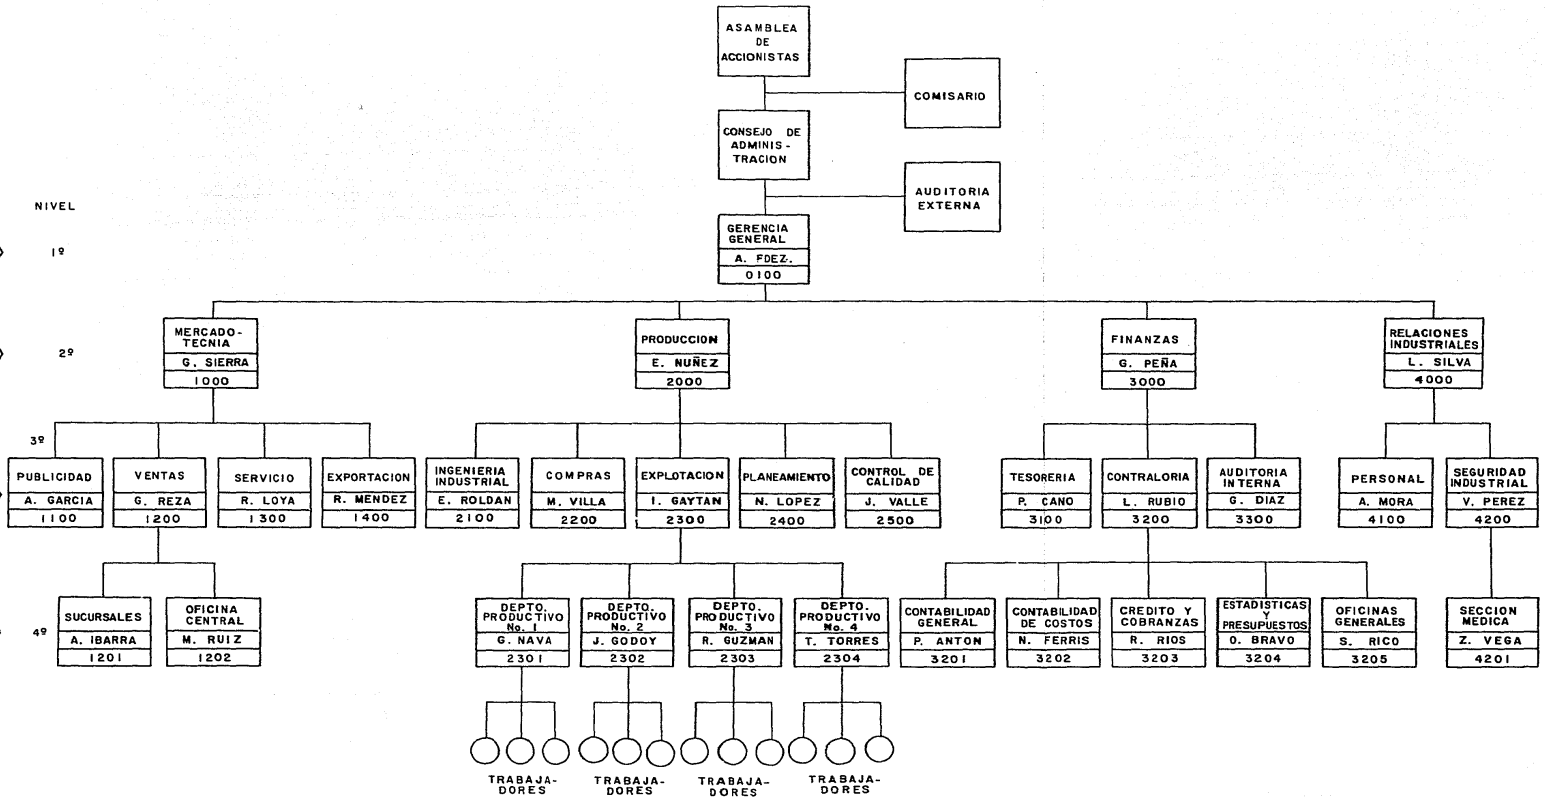 ASAMBLEA
DE
ACCIONISTAS
COMISARIO
CONSEJO DE
ADMINIS-
TRACION
AUDITORIA
EXTERNA
NIVEL
GERENCIA
GENERAL
A. FDEZ.
0100
1º
2º
MERCADO-
TECNIA
G. SIERRA
1000
PRODUCCION
E. NUÑEZ
2000
FINANZAS
G. PEÑA
3000
RELACIONES
INDUSTRIALES
L. SILVA
4000
3º
PUBLICIDAD
A. GARCIA
1100
VENTAS
G. REZA
1200
SERVICIO
R. LOYA
1300
EXPORTACION
R. MENDEZ
1400
INGENIERIA
INDUSTRIAL
E. ROLDAN
2100
COMPRAS
M. VILLA
2200
EXPLOTACION
I. GAYTAN
2300
PLANEAMIENTO
N. LOPEZ
2400
CONTROL DE
CALIDAD
J. VALLE
2500
TESORERIA
P. CANO
3100
CONTRALORIA
L. RUBIO
3200
AUDITORIA
INTERNA
G. DIAZ
3300
PERSONAL
A. MORA
4100
SEGURIDAD
INDUSTRIAL
V. PEREZ
4200
4º
SUCURSALES
A. IBARRA
1201
OFICINA
CENTRAL
M. RUIZ
1202
DEPTO.
PRODUCTIVO
No. 1
G. NAVA
2301
DEPTO.
PRODUCTIVO
No. 2
J. GODOY
2302
DEPTO.
PRODUCTIVO
No. 3
R. GUZMAN
2303
DEPTO.
PRODUCTIVO
No. 4
T. TORRES
2304
CONTABILIDAD
GENERAL
P. ANTON
3201
CONTABILIDAD
DE COSTOS
N. FERRIS
3202
CREDITO Y
COBRANZAS
R. RIOS
3203
ESTADISTICAS
Y
PRESUPUESTOS
O. BRAVO
3204
OFICINAS
GENERALES
S. RICO
3205
SECCION
MEDICA
Z. VEGA
4201
TRABAJA-
DORES
TRABAJA-
DORES
TRABAJA-
DORES
TRABAJA-
DORES